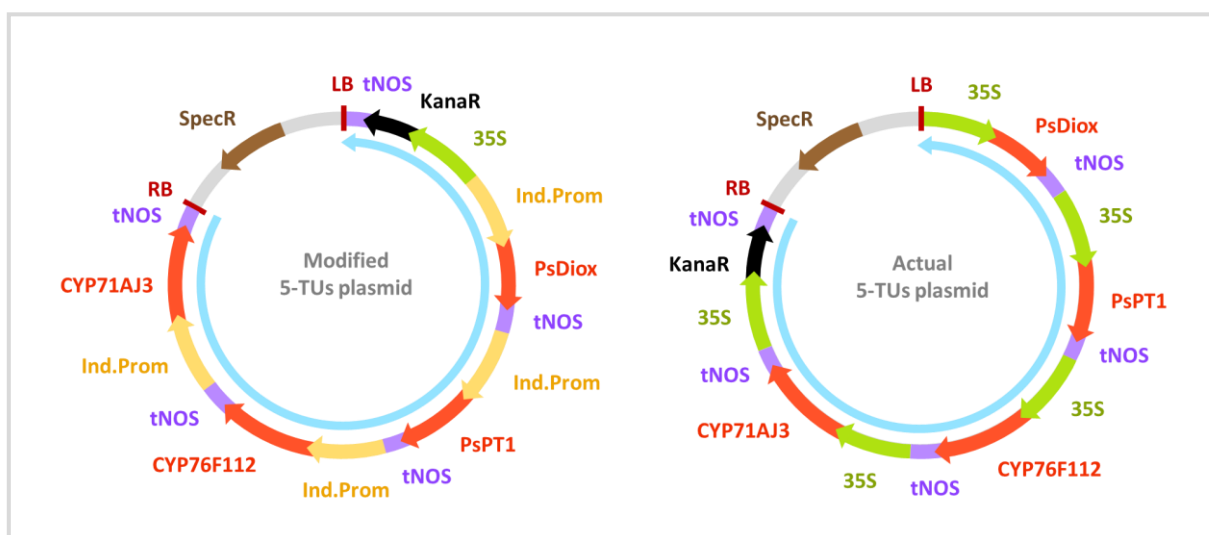 LB
tNOS
KanaR
35S
Ind.Prom
PsDiox
tNOS
Ind.Prom
PsPT1
tNOS
Ind.Prom
CYP76F112
tNOS
Ind.Prom
CYP71AJ3
tNOS
RB
SpecR
Modified
5-TUs plasmid
LB
35S
PsDiox
tNOS
35S
PsPT1
tNOS
35S
CYP76F112
tNOS
35S
CYP71AJ3
tNOS
35S
KanaR
tNOS
RB
SpecR
Actual
5-TUs plasmid